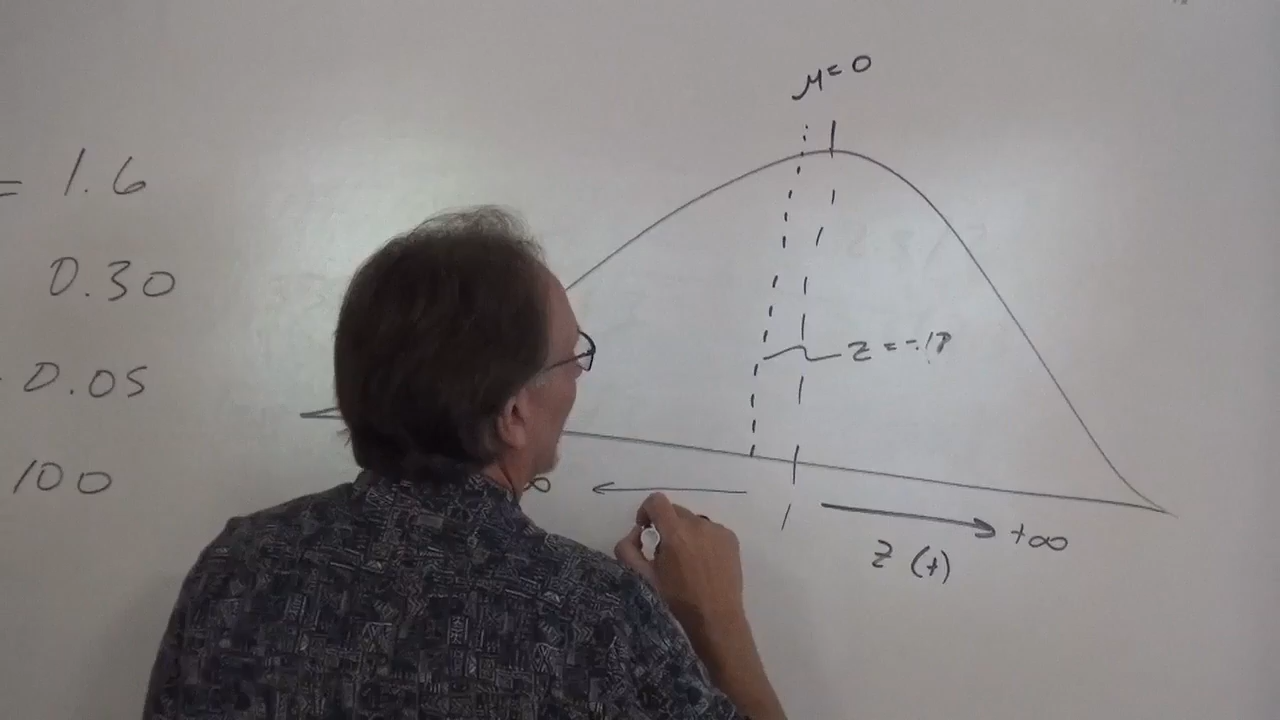 = 1.6
0.30
0.05
100
μ=0
z = -.18
∞
+∞
z (+)